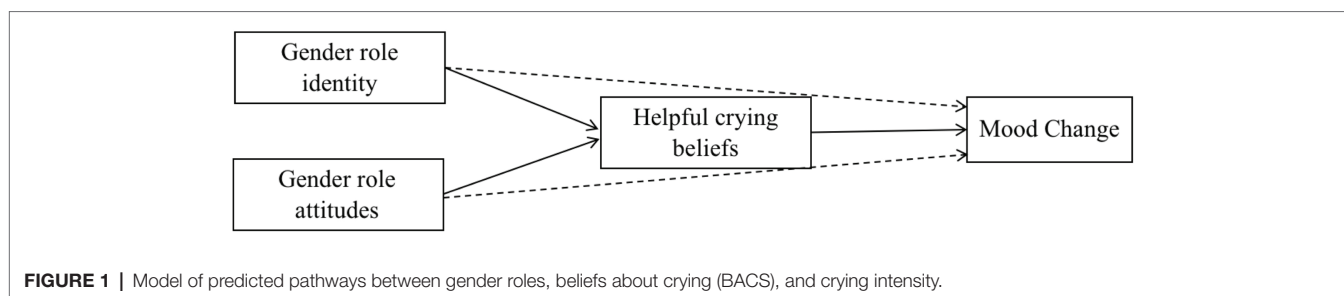 Gender role
identity
Helpful crying
beliefs
Mood Change
Gender role
attitudes
FIGURE 1 | Model of predicted pathways between gender roles, beliefs about crying (BACS), and crying intensity.